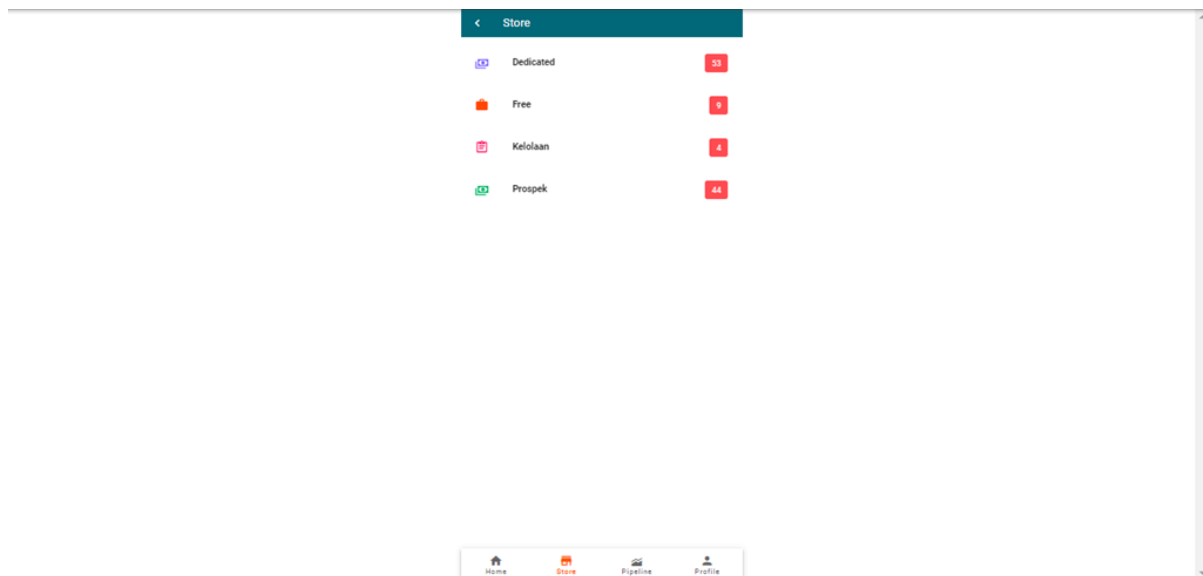 Store
Dedicated 53
Free 9
Kelolaan 4
Prospek 44
Home Store Pipeline Profile